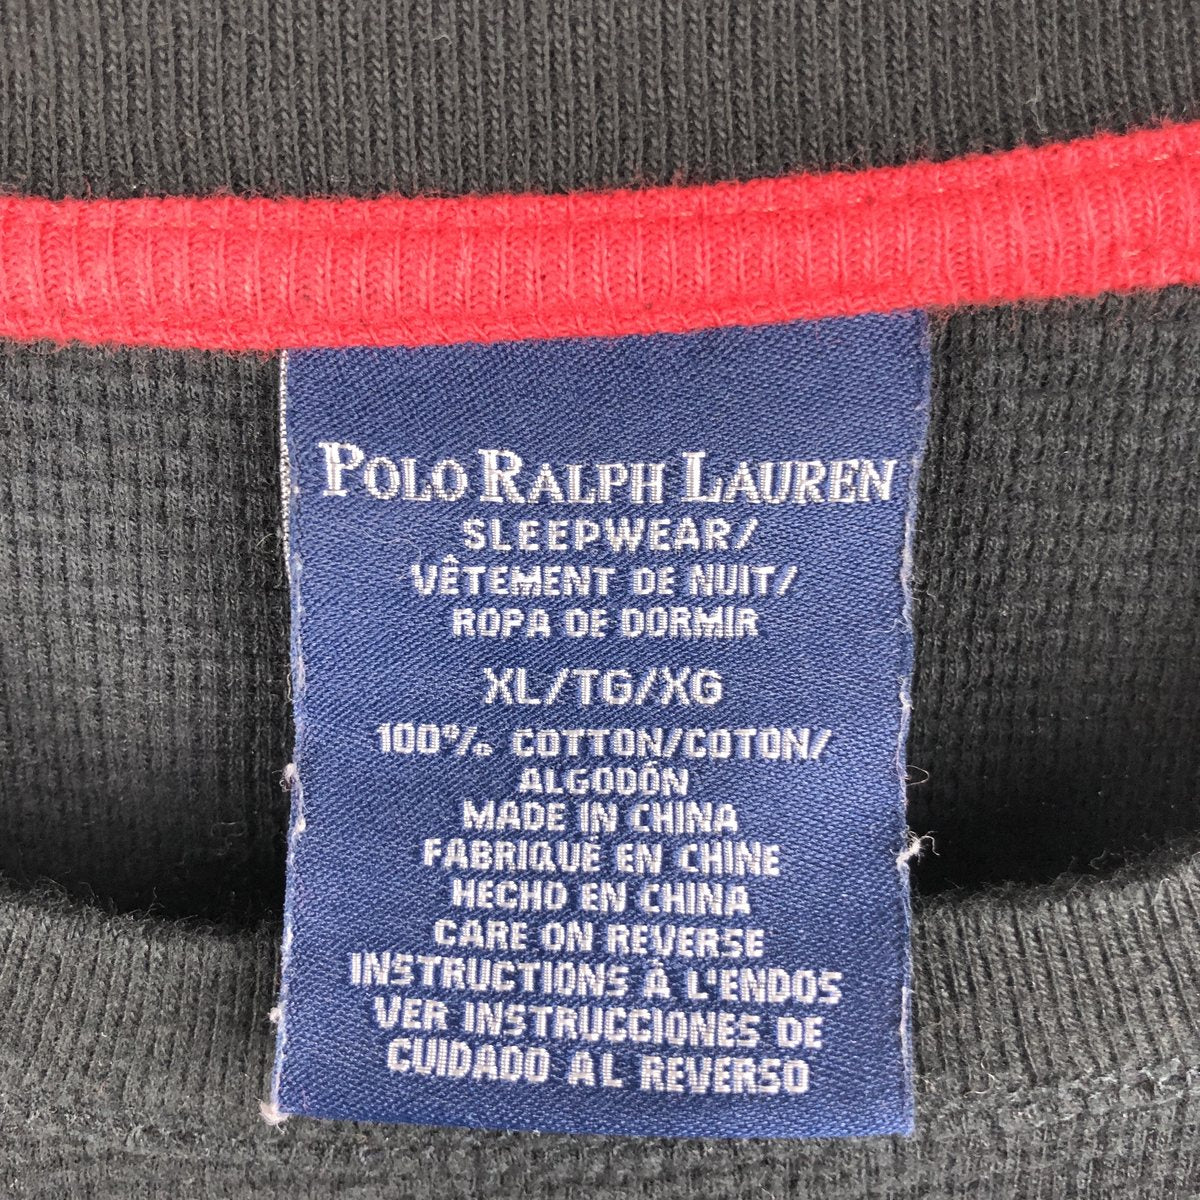 POLO RALPH LAUREN
SLEEPWEAR/
VÊTEMENT DE NUIT/
ROPA DE DORMIR
XL/TG/XG
100% COTTON/COTON/
ALGODÓN
MADE IN CHINA
FABRIQUÉ EN CHINE
HECHO EN CHINA
CARE ON REVERSE
INSTRUCTIONS À L'ENDOS
VER INSTRUCCIONES DE
CUIDADO AL REVERSO